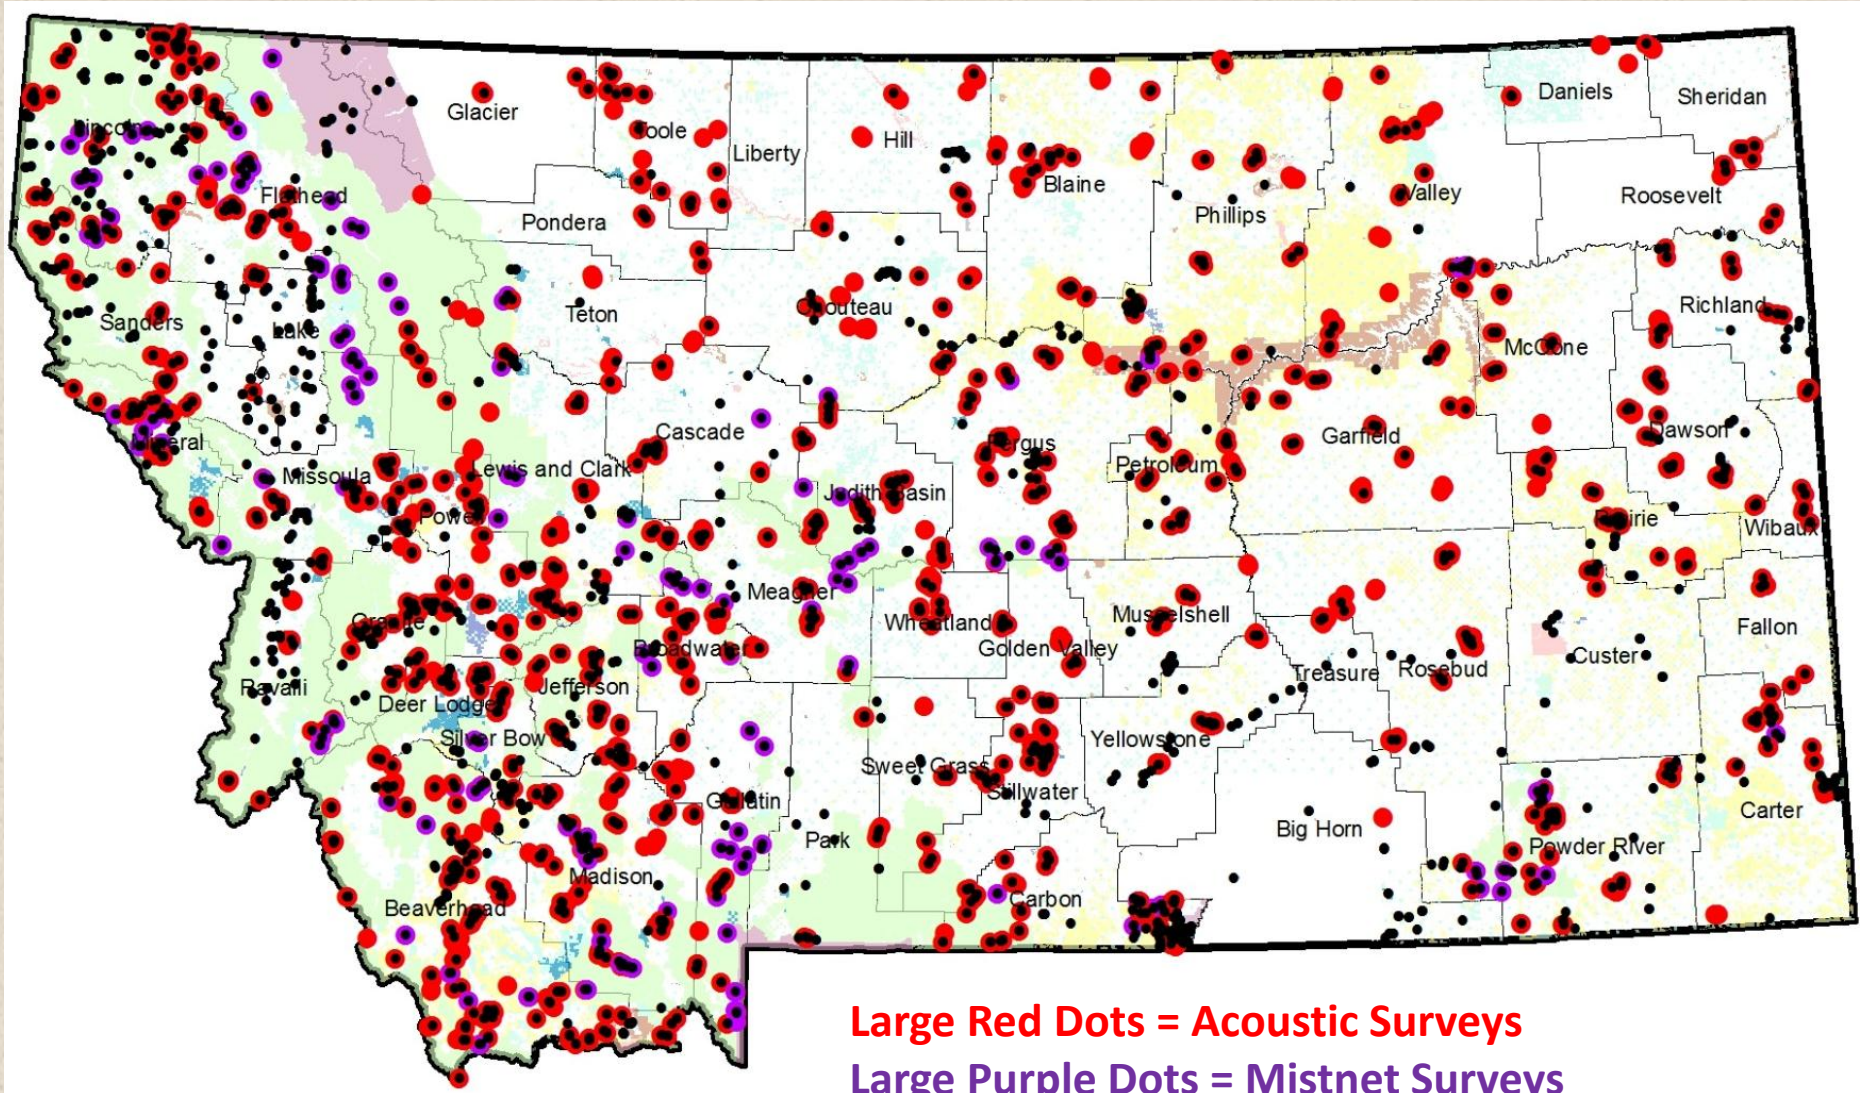 Glacier
Toole
Liberty
Hill
Blaine
Phillips
Valley
Daniels
Sheridan
Roosevelt
Lincoln
Flathead
Pondera
Teton
Chouteau
Richland
McCone
Sanders
Lake
Cascade
Fergus
Petroleum
Garfield
Dawson
Mineral
Missoula
Lewis and Clark
Powell
Judith Basin
Prairie
Wibaux
Meagher
Wheatland
Golden Valley
Musselshell
Treasure
Rosebud
Custer
Fallon
Granite
Broadwater
Ravalli
Deer Lodge
Jefferson
Silver Bow
Gallatin
Park
Sweet Grass
Stillwater
Yellowstone
Big Horn
Powder River
Carter
Madison
Beaverhead
Carbon
Large Red Dots = Acoustic Surveys
Large Purple Dots = Mistnet Surveys